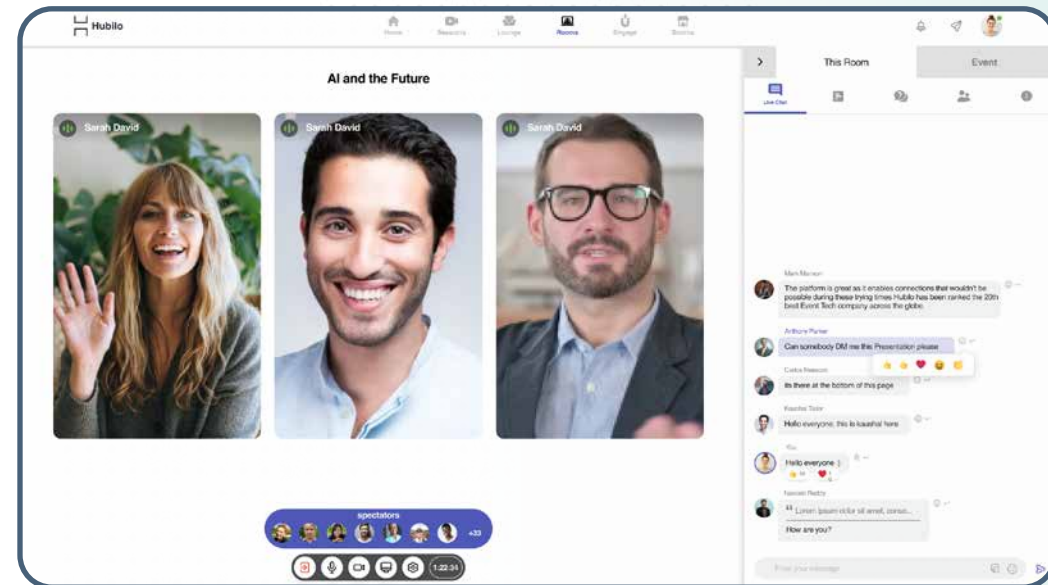 Hubilo
Home
Sessions
Lounge
Rooms
Engage
Booths
AI and the Future
Sarah David
Sarah David
Sarah David
spectators
+33
1:22:34
This Room
Event
Live Chat
The platform is great as it enables connections that wouldn't be
possible during these trying times Hubilo has been ranked the 20th
best Event Tech company across the globe.
Anthony Parker
Can somebody DM me this Presentation please
its there at the bottom of this page
Hello everyone, this is kaushal here
You
Hello everyone :)
Lorem ipsum dolor sit amet, consec...
How are you?